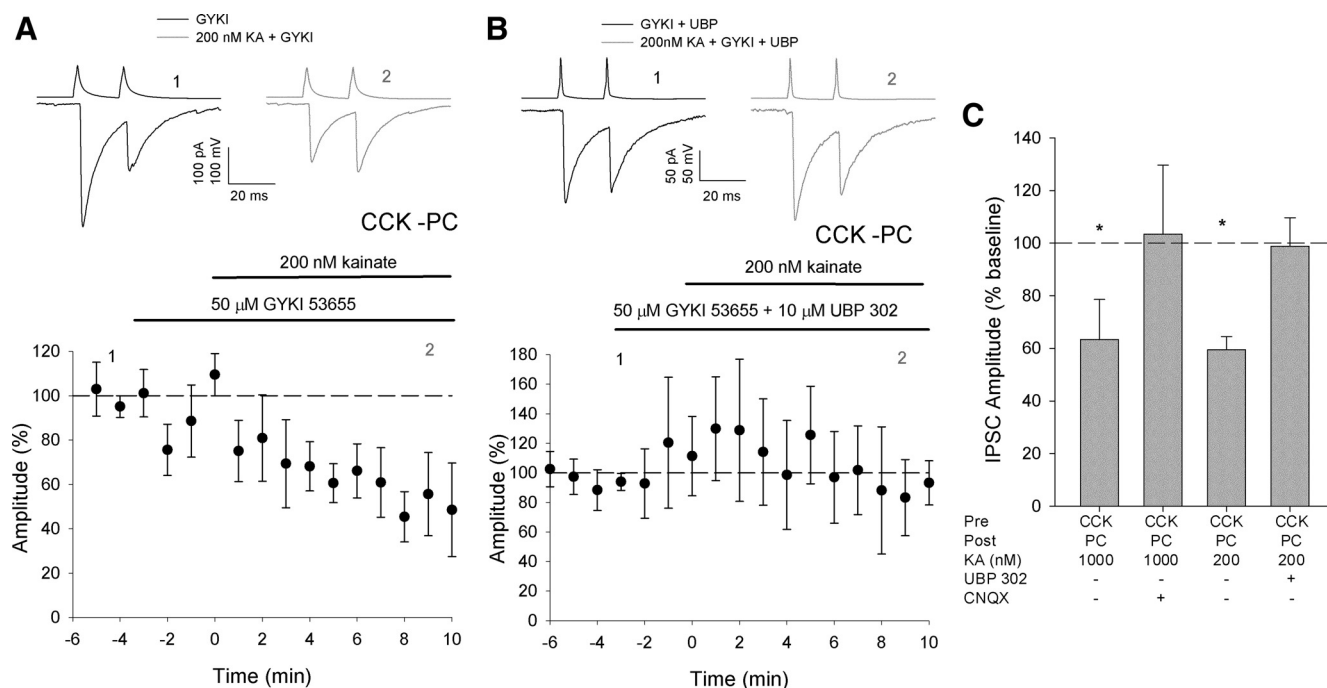 A
GYKI
200 nM KA + GYKI
1
2
100 pA
100 mV
20 ms
CCK -PC
200 nM kainate
50 μM GYKI 53655
1
2
Amplitude (%)
120
100
80
60
40
20
0
-6 -4 -2 0 2 4 6 8 10
Time (min)
B
GYKI + UBP
200nM KA + GYKI + UBP
1
2
50 pA
50 mV
20 ms
CCK -PC
200 nM kainate
50 μM GYKI 53655 + 10 μM UBP 302
1
2
Amplitude (%)
180
160
140
120
100
80
60
40
20
0
-6 -4 -2 0 2 4 6 8 10
Time (min)
C
IPSC Amplitude (% baseline)
140
120
100
80
60
40
20
0
* *
Pre CCK CCK CCK CCK
Post PC PC PC PC
KA (nM) 1000 1000 200 200
UBP 302 - - - +
CNQX - + - -